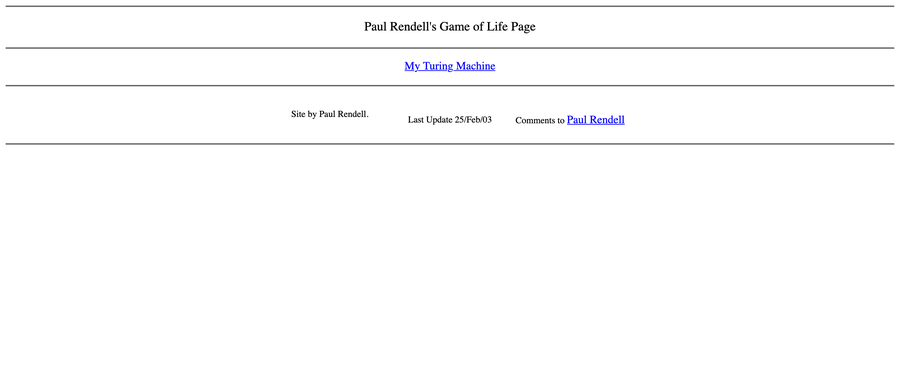 Paul Rendell's Game of Life Page
My Turing Machine
Site by Paul Rendell.
Last Update 25/Feb/03
Comments to Paul Rendell